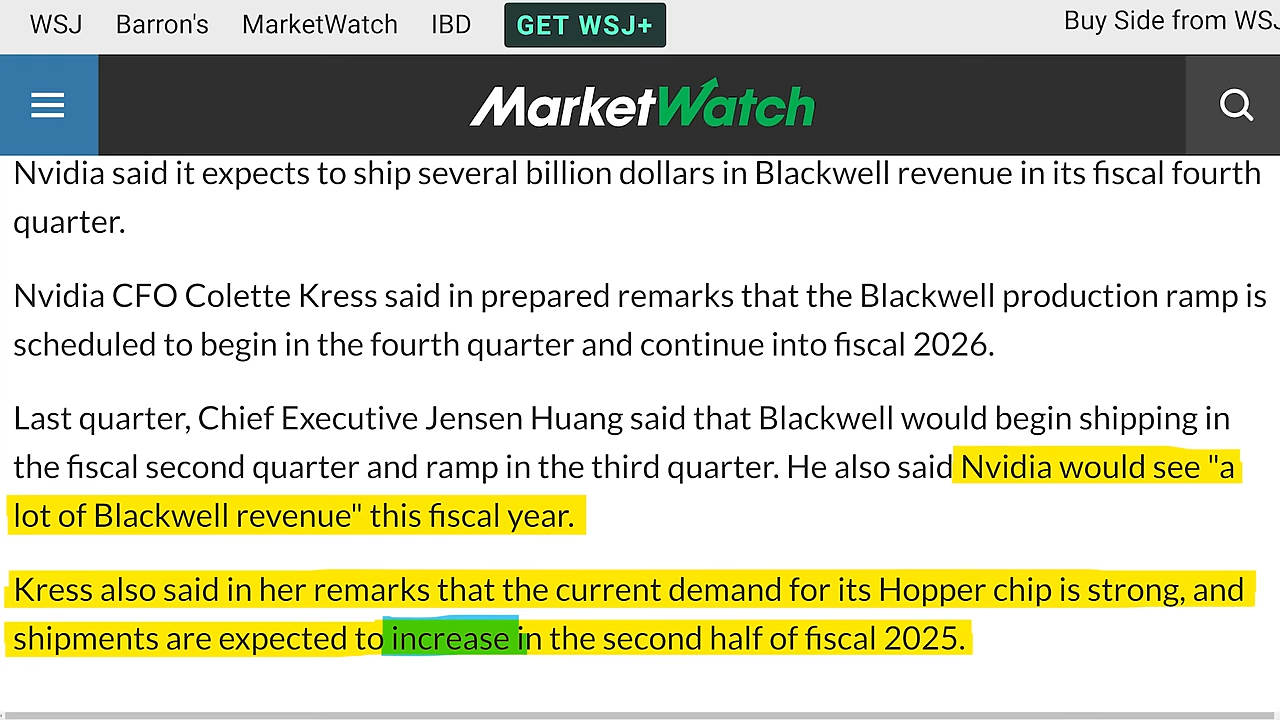 WSJ Barron's MarketWatch IBD GET WSJ+ Buy Side from WSJ
MarketWatch
Nvidia said it expects to ship several billion dollars in Blackwell revenue in its fiscal fourth
quarter.
Nvidia CFO Colette Kress said in prepared remarks that the Blackwell production ramp is
scheduled to begin in the fourth quarter and continue into fiscal 2026.
Last quarter, Chief Executive Jensen Huang said that Blackwell would begin shipping in
the fiscal second quarter and ramp in the third quarter. He also said Nvidia would see "a
lot of Blackwell revenue" this fiscal year.
Kress also said in her remarks that the current demand for its Hopper chip is strong, and
shipments are expected to increase in the second half of fiscal 2025.